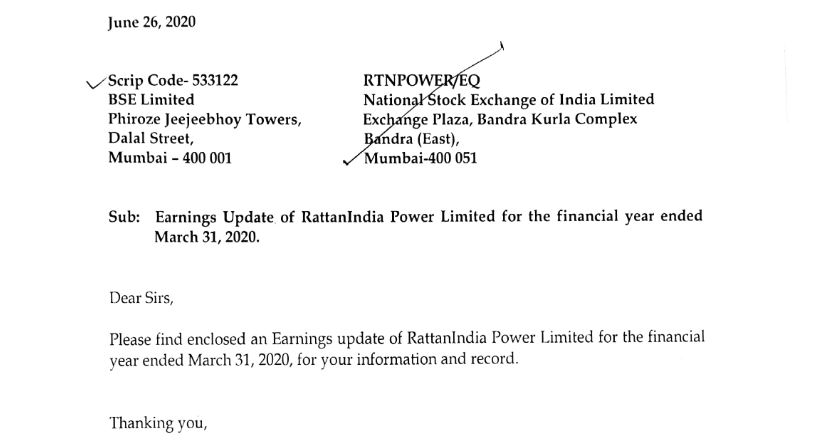 June 26, 2020
Scrip Code- 533122
BSE Limited
Phiroze Jeejeebhoy Towers,
Dalal Street,
Mumbai – 400 001
RTNPOWER/EQ
National Stock Exchange of India Limited
Exchange Plaza, Bandra Kurla Complex
Bandra (East),
Mumbai-400 051
Sub: Earnings Update of RattanIndia Power Limited for the financial year ended
March 31, 2020.
Dear Sirs,
Please find enclosed an Earnings update of RattanIndia Power Limited for the financial
year ended March 31, 2020, for your information and record.
Thanking you,